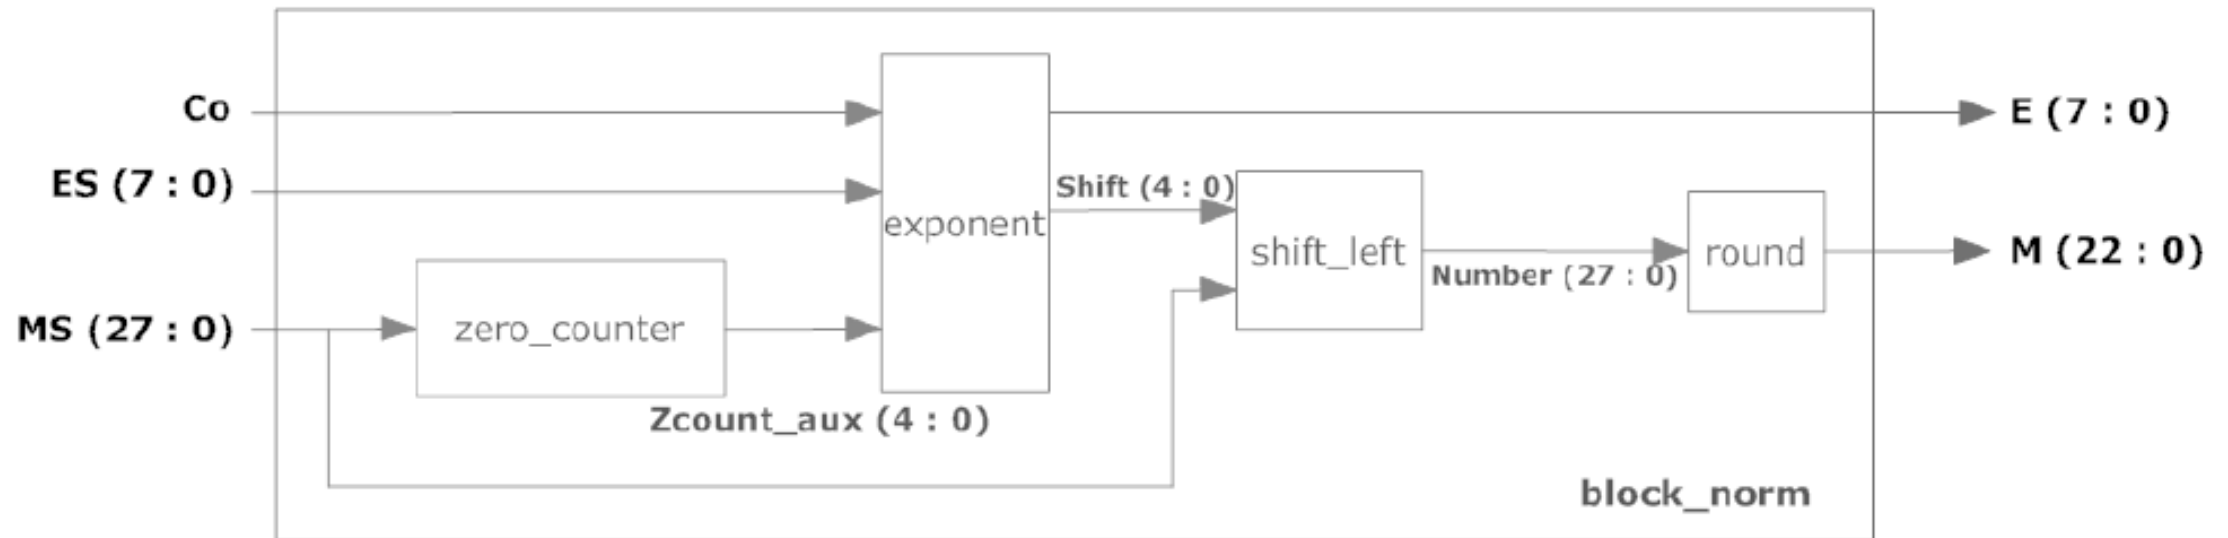 Co
E (7 : 0)
ES (7 : 0)
Shift (4 : 0)
exponent
shift_left
round
M (22 : 0)
Number (27 : 0)
MS (27 : 0)
zero_counter
Zcount_aux (4 : 0)
block_norm